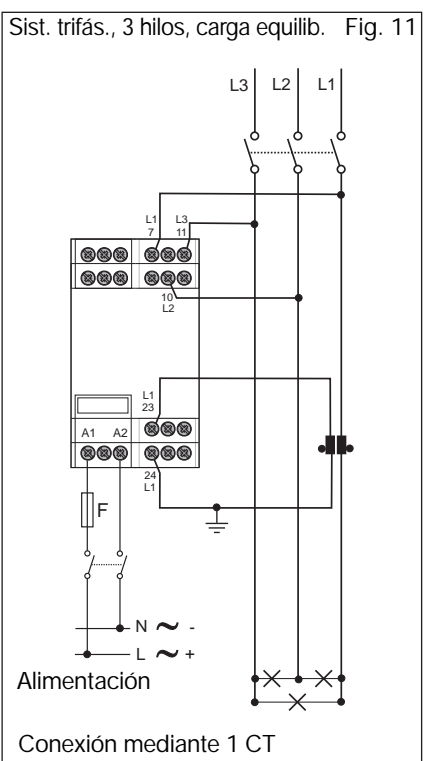 Sist. trifás., 3 hilos, carga equilib. Fig. 11
L3 L2 L1
L1 L3
7 11
10
L2
L1
23
A1 A2
24
L1
F
N ~ -
L ~ +
Alimentación
Conexión mediante 1 CT